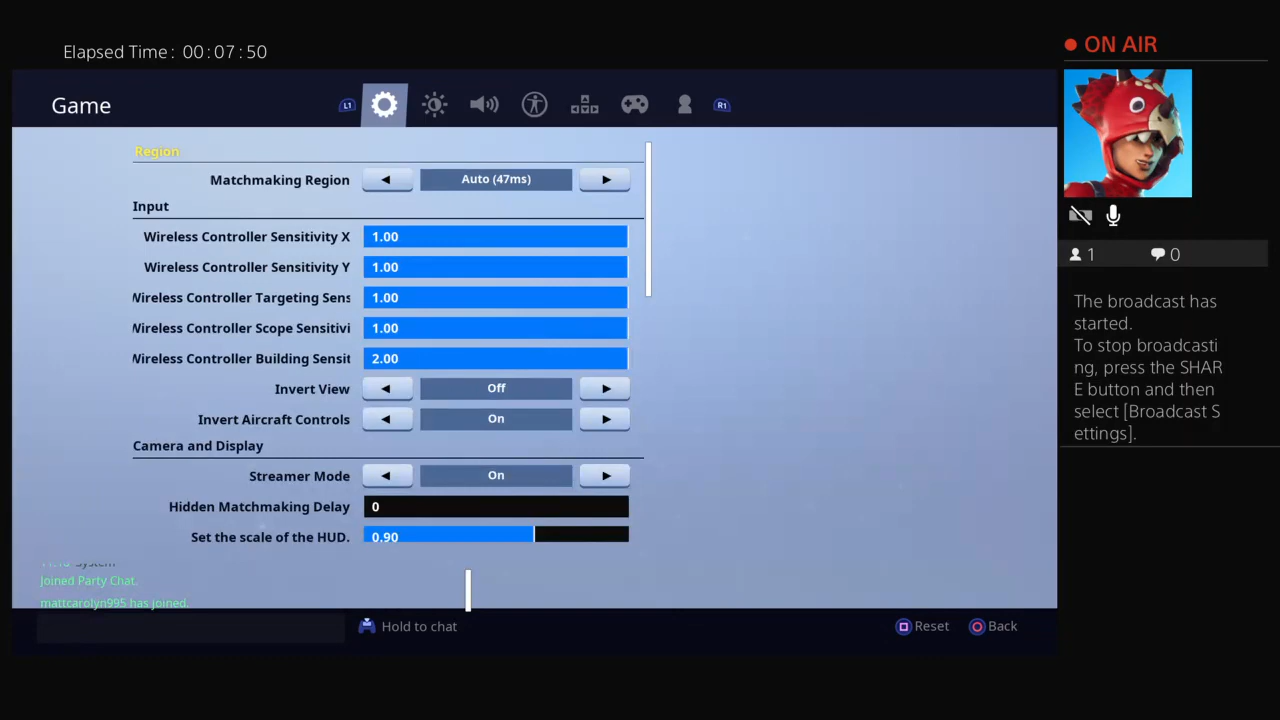 Elapsed Time: 00:07:50
ON AIR
Game
L1
R1
Region
Matchmaking Region
Auto (47ms)
Input
Wireless Controller Sensitivity X
1.00
Wireless Controller Sensitivity Y
1.00
Wireless Controller Targeting Sens
1.00
Wireless Controller Scope Sensitivi
1.00
Wireless Controller Building Sensit
2.00
Invert View
Off
Invert Aircraft Controls
On
Camera and Display
Streamer Mode
On
Hidden Matchmaking Delay
0
Set the scale of the HUD.
0.90
System
Joined Party Chat.
mattcarolyn995 has joined.
Hold to chat
Reset
Back
1
0
The broadcast has
started.
To stop broadcasti
ng, press the SHAR
E button and then
select [Broadcast S
ettings].